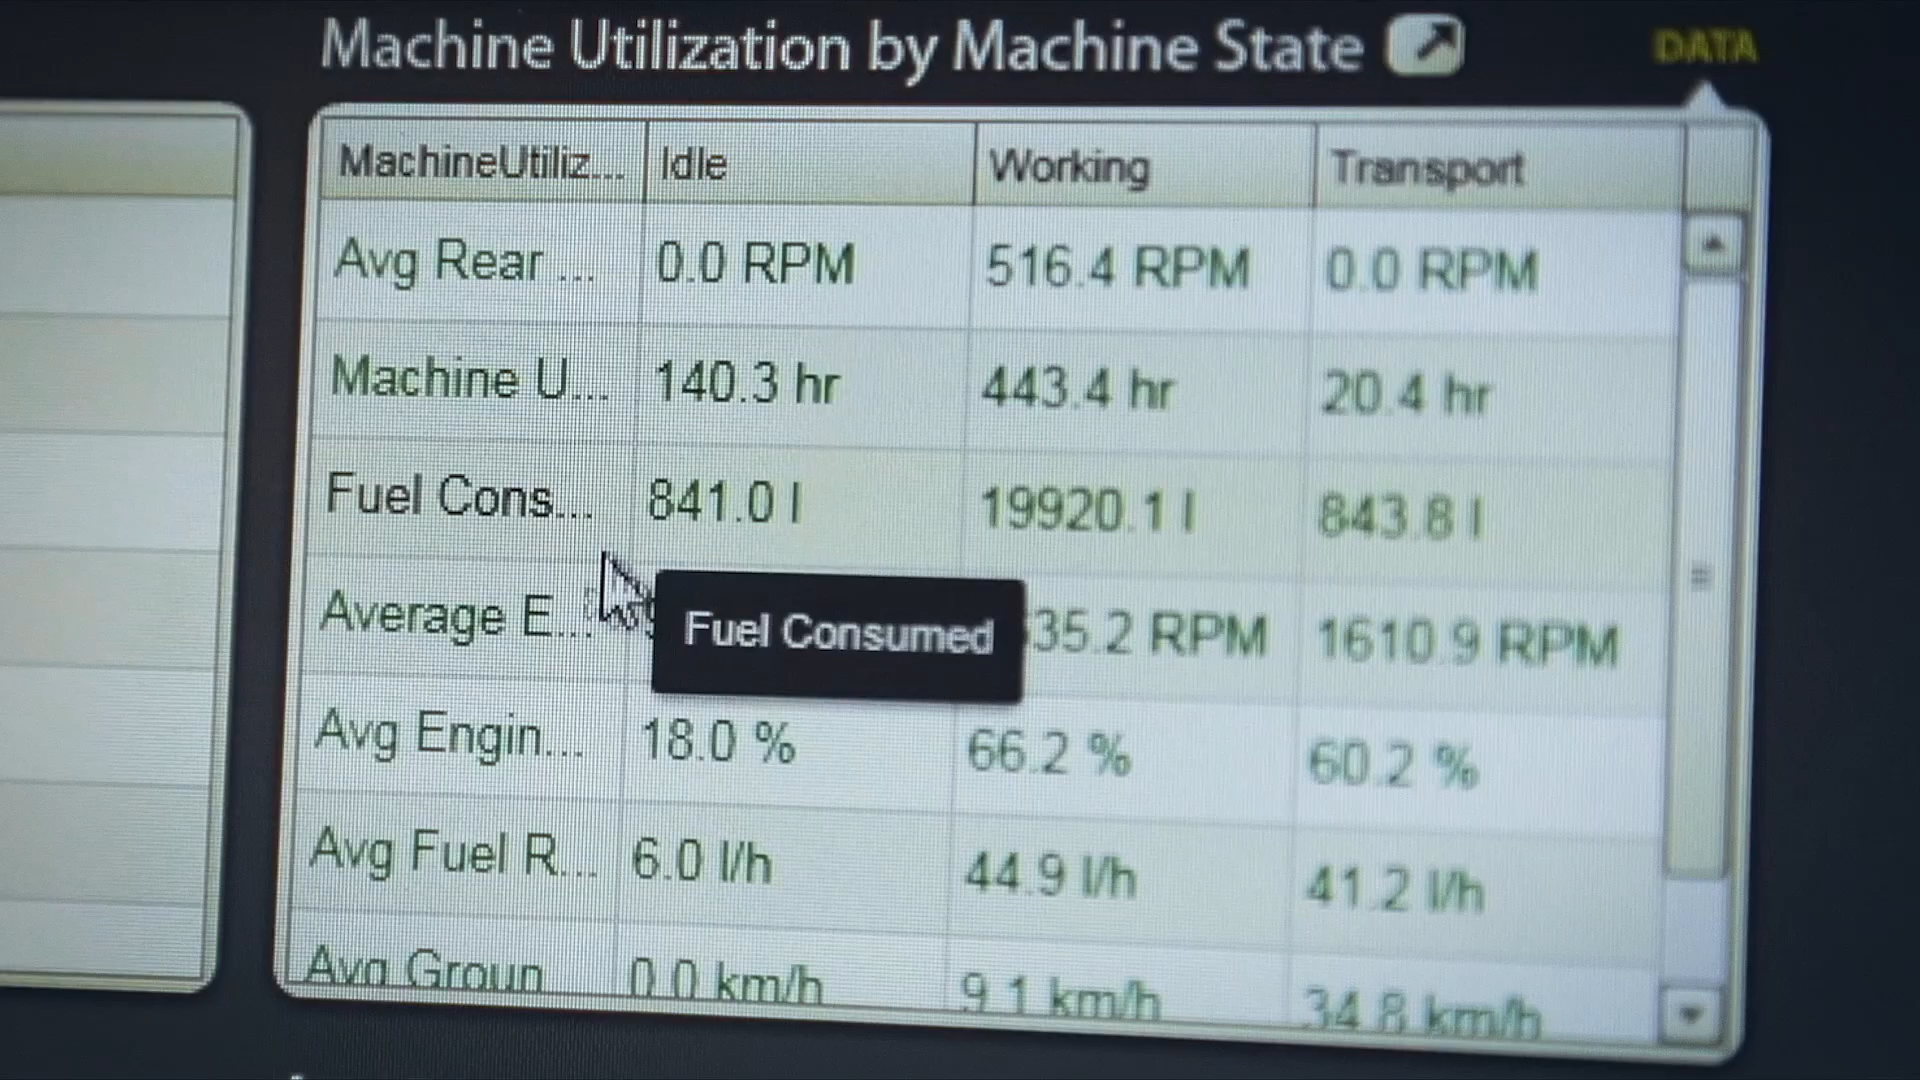 Machine Utilization by Machine State
DATA
MachineUtiliz... Idle Working Transport
Avg Rear ... 0.0 RPM 516.4 RPM 0.0 RPM
Machine U... 140.3 hr 443.4 hr 20.4 hr
Fuel Cons... 841.0 l 19920.1 l 843.8 l
Average E... 35.2 RPM 1610.9 RPM
Fuel Consumed
Avg Engin... 18.0 % 66.2 % 60.2 %
Avg Fuel R... 6.0 l/h 44.9 l/h 41.2 l/h
Avg Groun 0.0 km/h 9.1 km/h 34.8 km/h